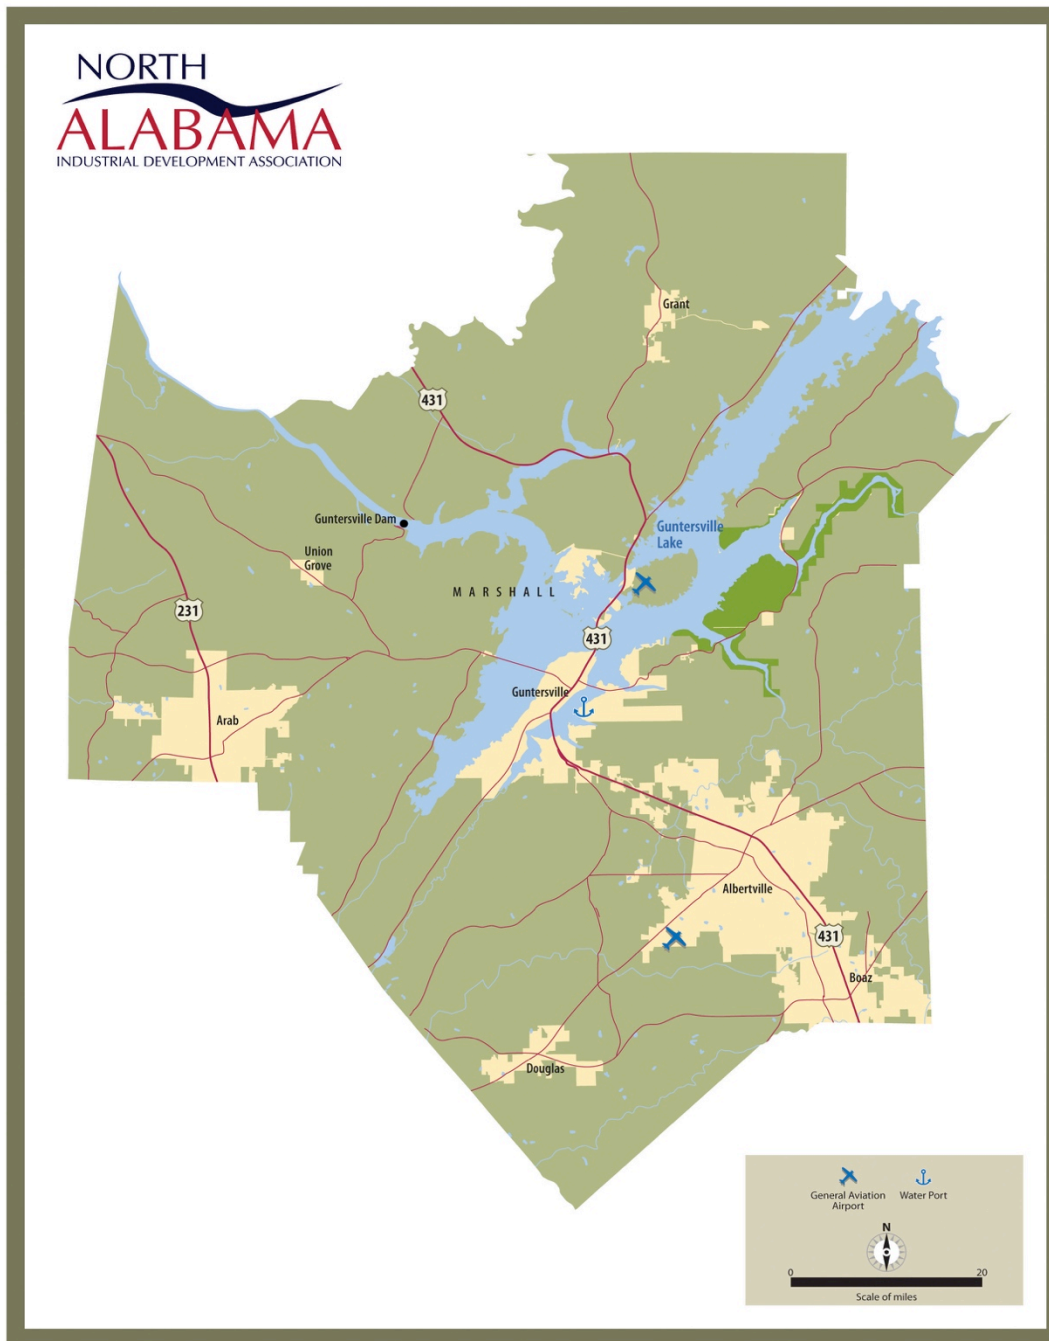 NORTH
ALABAMA
INDUSTRIAL DEVELOPMENT ASSOCIATION
Grant
431
Guntersville Dam
Guntersville
Lake
Union
Grove
MARSHALL
231
431
Guntersville
Arab
Albertville
431
Boaz
Douglas
General Aviation
Airport
Water Port
N
0 20
Scale of miles